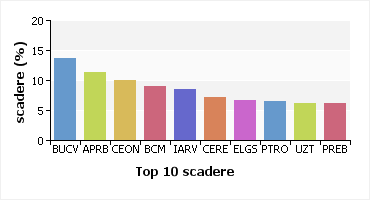 20
15
10
5
0
scadere (%)
BUCV APRB CEON BCM IARV CERE ELGS PTRO UZT PREB
Top 10 scadere